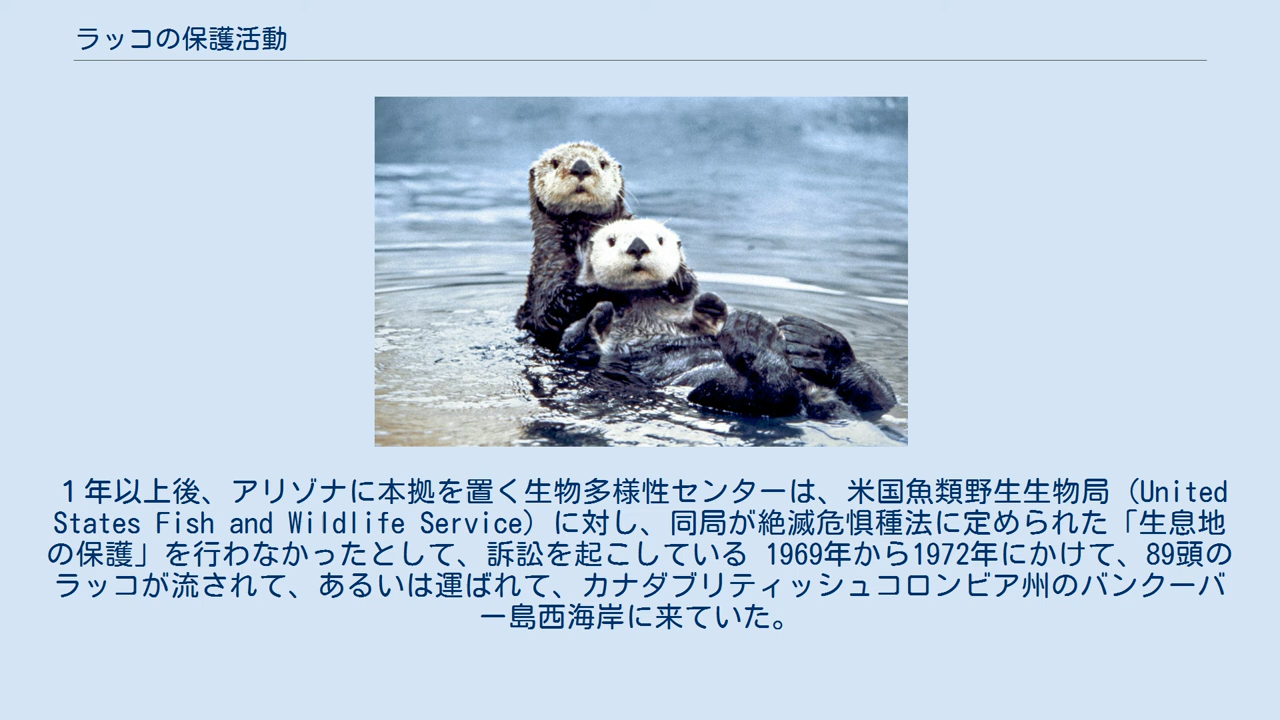 ラッコの保護活動
１年以上後、アリゾナに本拠を置く生物多様性センターは、米国魚類野生生物局（United
States Fish and Wildlife Service）に対し、同局が絶滅危惧種法に定められた「生息地
の保護」を行わなかったとして、訴訟を起こしている 1969年から1972年にかけて、89頭の
ラッコが流されて、あるいは運ばれて、カナダブリティッシュコロンビア州のバンクーバ
ー島西海岸に来ていた。